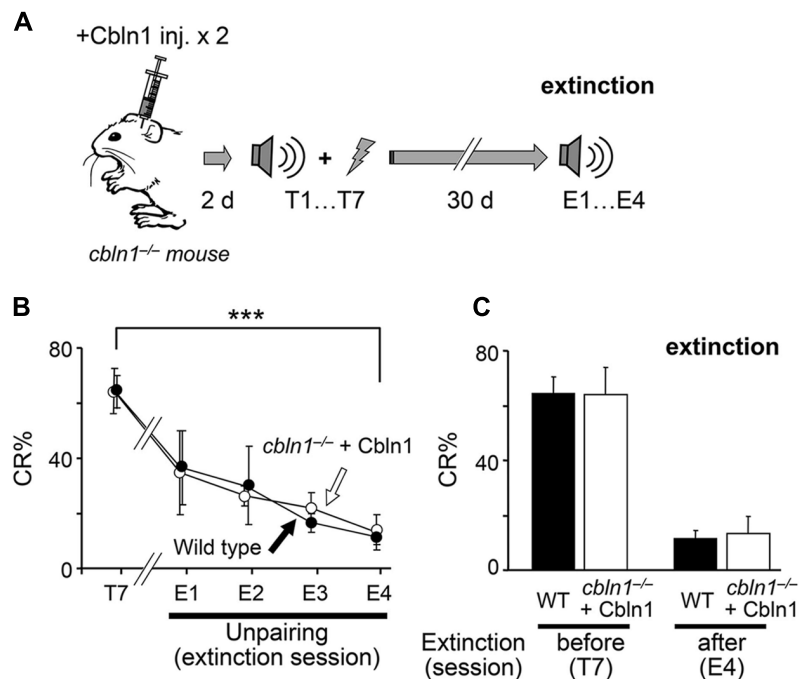 A
+Cbln1 inj. x 2
extinction
+
2 d
T1...T7
30 d
E1...E4
cbln1–/– mouse
B
***
80
40
0
CR%
cbln1–/– + Cbln1
Wild type
T7
E1
E2
E3
E4
Unpairing
(extinction session)
C
extinction
80
40
0
CR%
WT
cbln1–/–
+ Cbln1
WT
cbln1–/–
+ Cbln1
Extinction
(session)
before
(T7)
after
(E4)